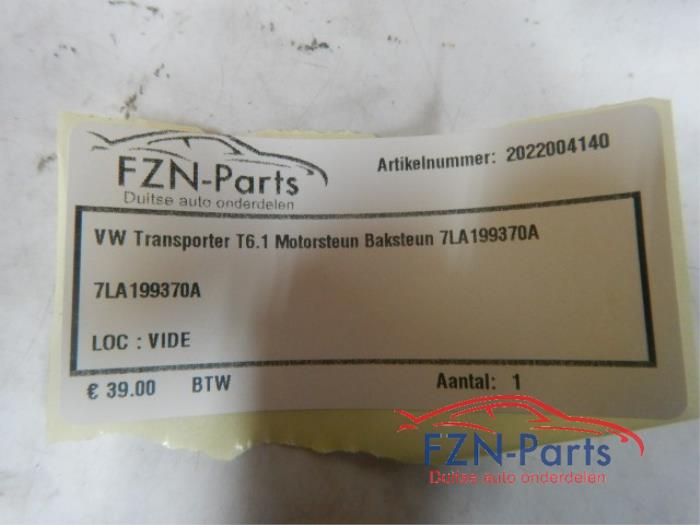 FZN-Parts
Duitse auto onderdelen
Artikelnummer: 2022004140
VW Transporter T6.1 Motorsteun Baksteun 7LA199370A
7LA199370A
LOC : VIDE
€ 39.00 BTW Aantal: 1
FZN-Parts
Duitse auto onderdelen